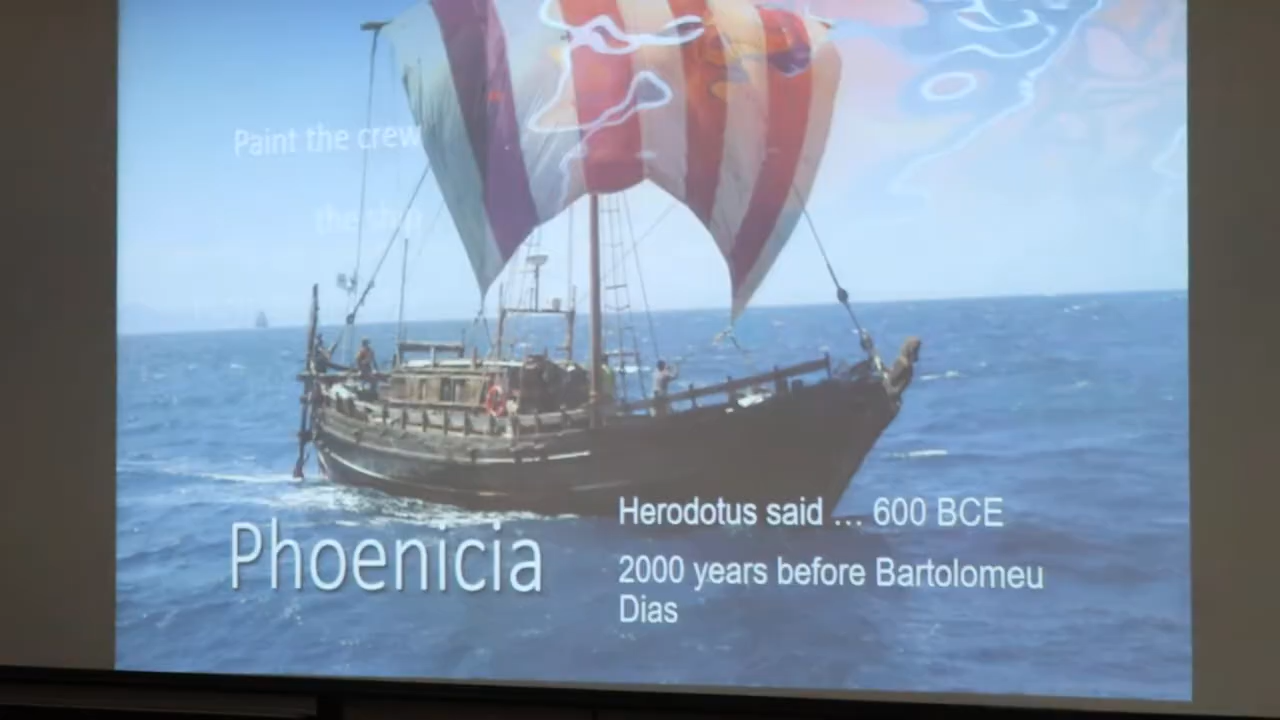 Paint the crew
the ship
Phoenicia
Herodotus said ... 600 BCE
2000 years before Bartolomeu
Dias